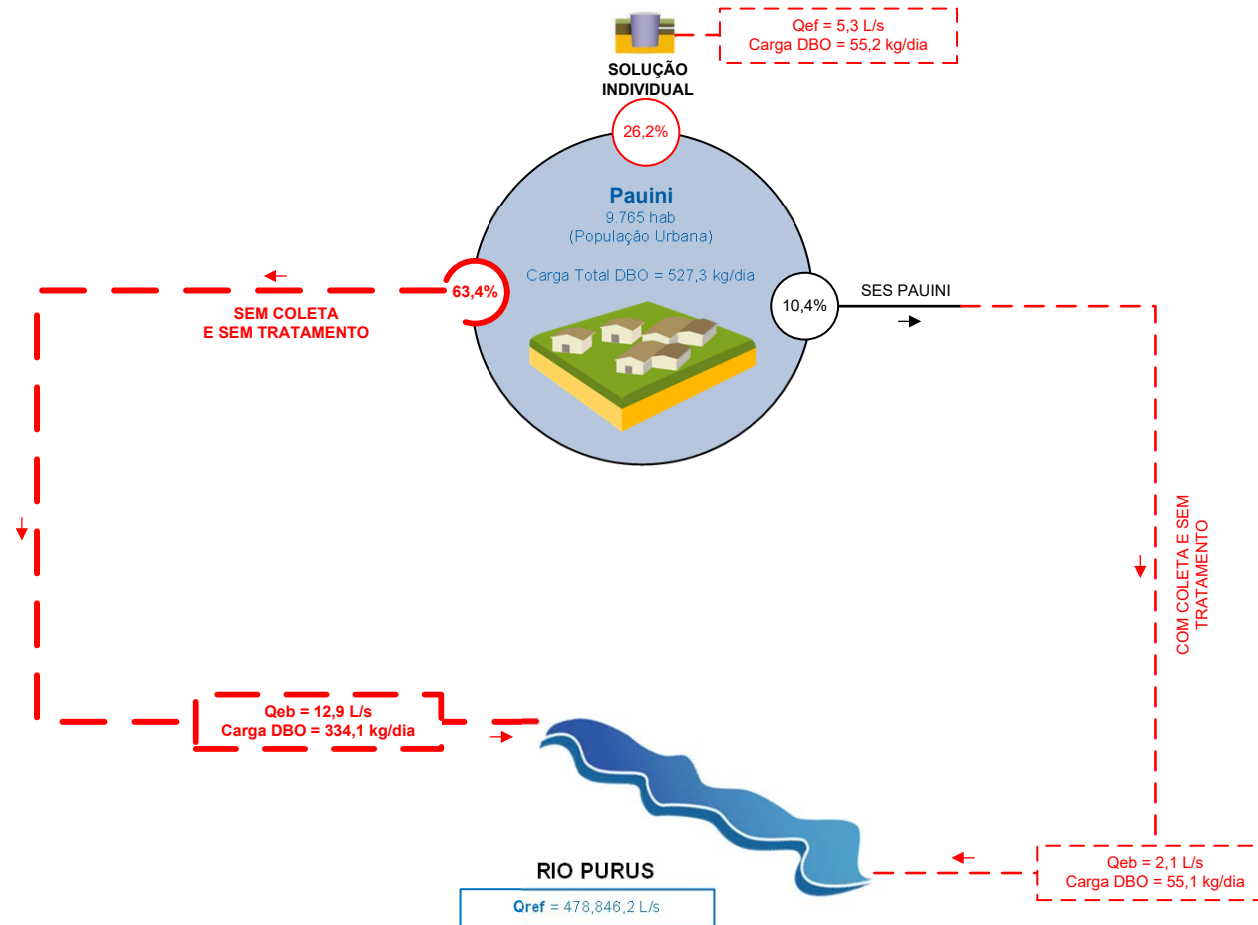 Qef = 5,3 L/s
Carga DBO = 55,2 kg/dia
SOLUÇÃO
INDIVIDUAL
26,2%
Pauini
9.765 hab
(População Urbana)
Carga Total DBO = 527,3 kg/dia
63,4%
SEM COLETA
E SEM TRATAMENTO
10,4%
SES PAUINI
COM COLETA E SEM
TRATAMENTO
Qeb = 12,9 L/s
Carga DBO = 334,1 kg/dia
RIO PURUS
Qref = 478,846,2 L/s
Qeb = 2,1 L/s
Carga DBO = 55,1 kg/dia